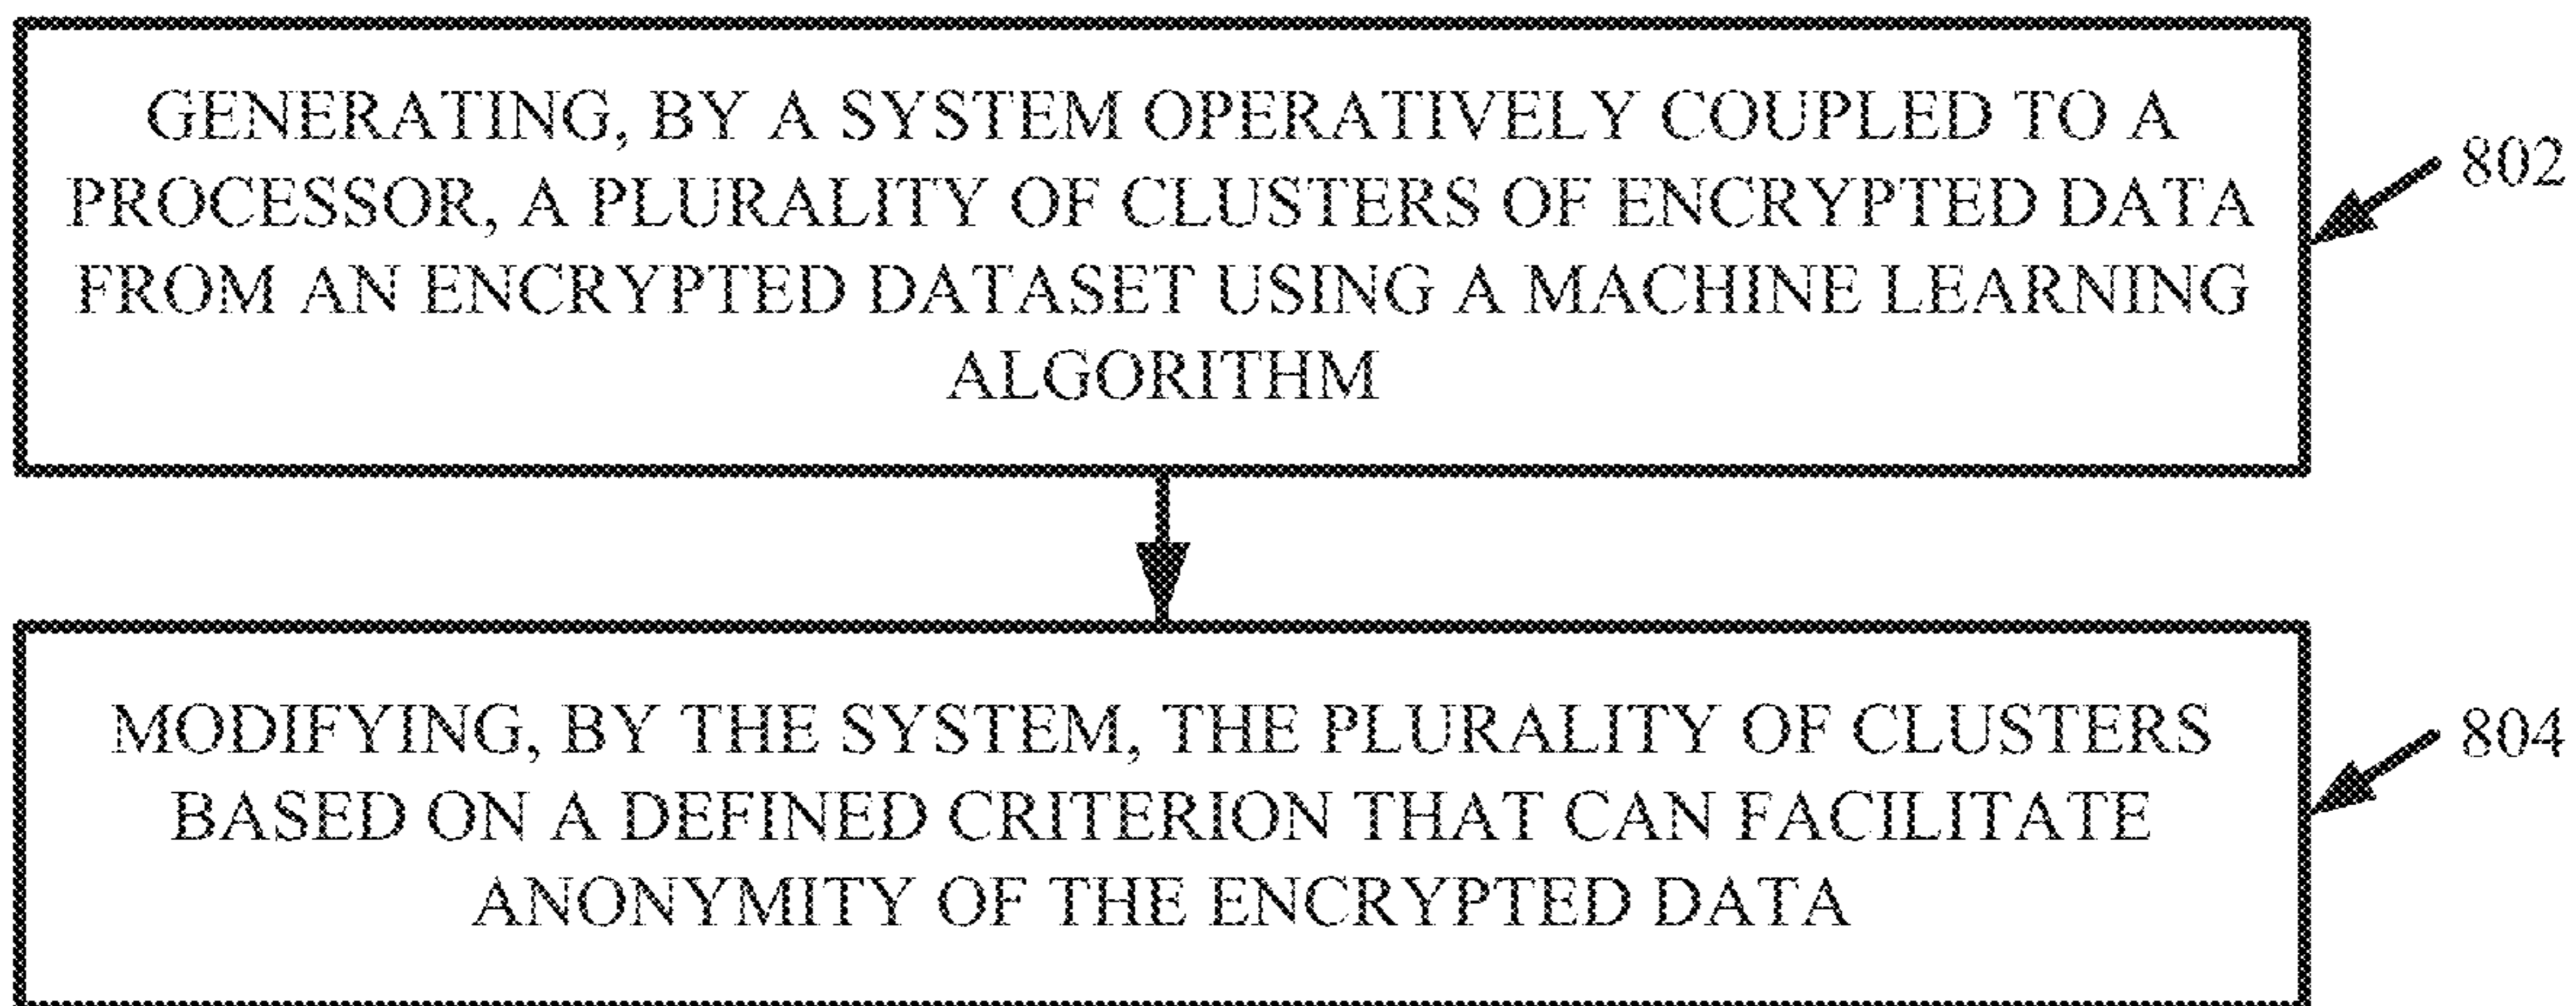 GENERATING, BY A SYSTEM OPERATIVELY COUPLED TO A
PROCESSOR, A PLURALITY OF CLUSTERS OF ENCRYPTED DATA
FROM AN ENCRYPTED DATASET USING A MACHINE LEARNING
ALGORITHM
802
MODIFYING, BY THE SYSTEM, THE PLURALITY OF CLUSTERS
BASED ON A DEFINED CRITERION THAT CAN FACILITATE
ANONYMITY OF THE ENCRYPTED DATA
804